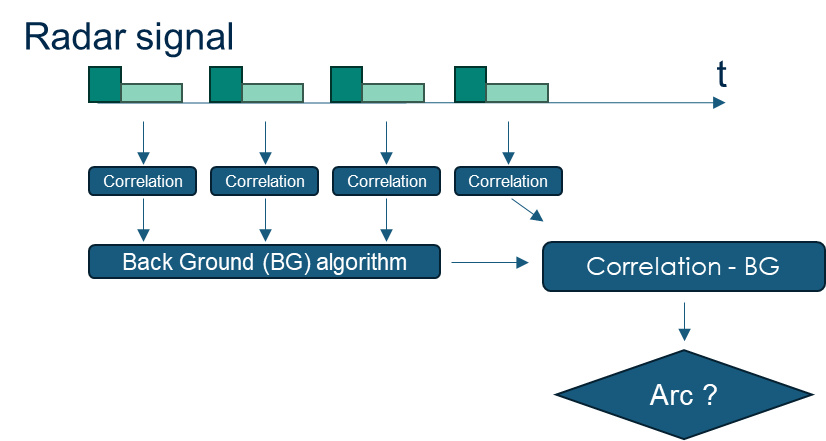 Radar signal
t
Correlation
Correlation
Correlation
Correlation
Back Ground (BG) algorithm
Correlation - BG
Arc ?